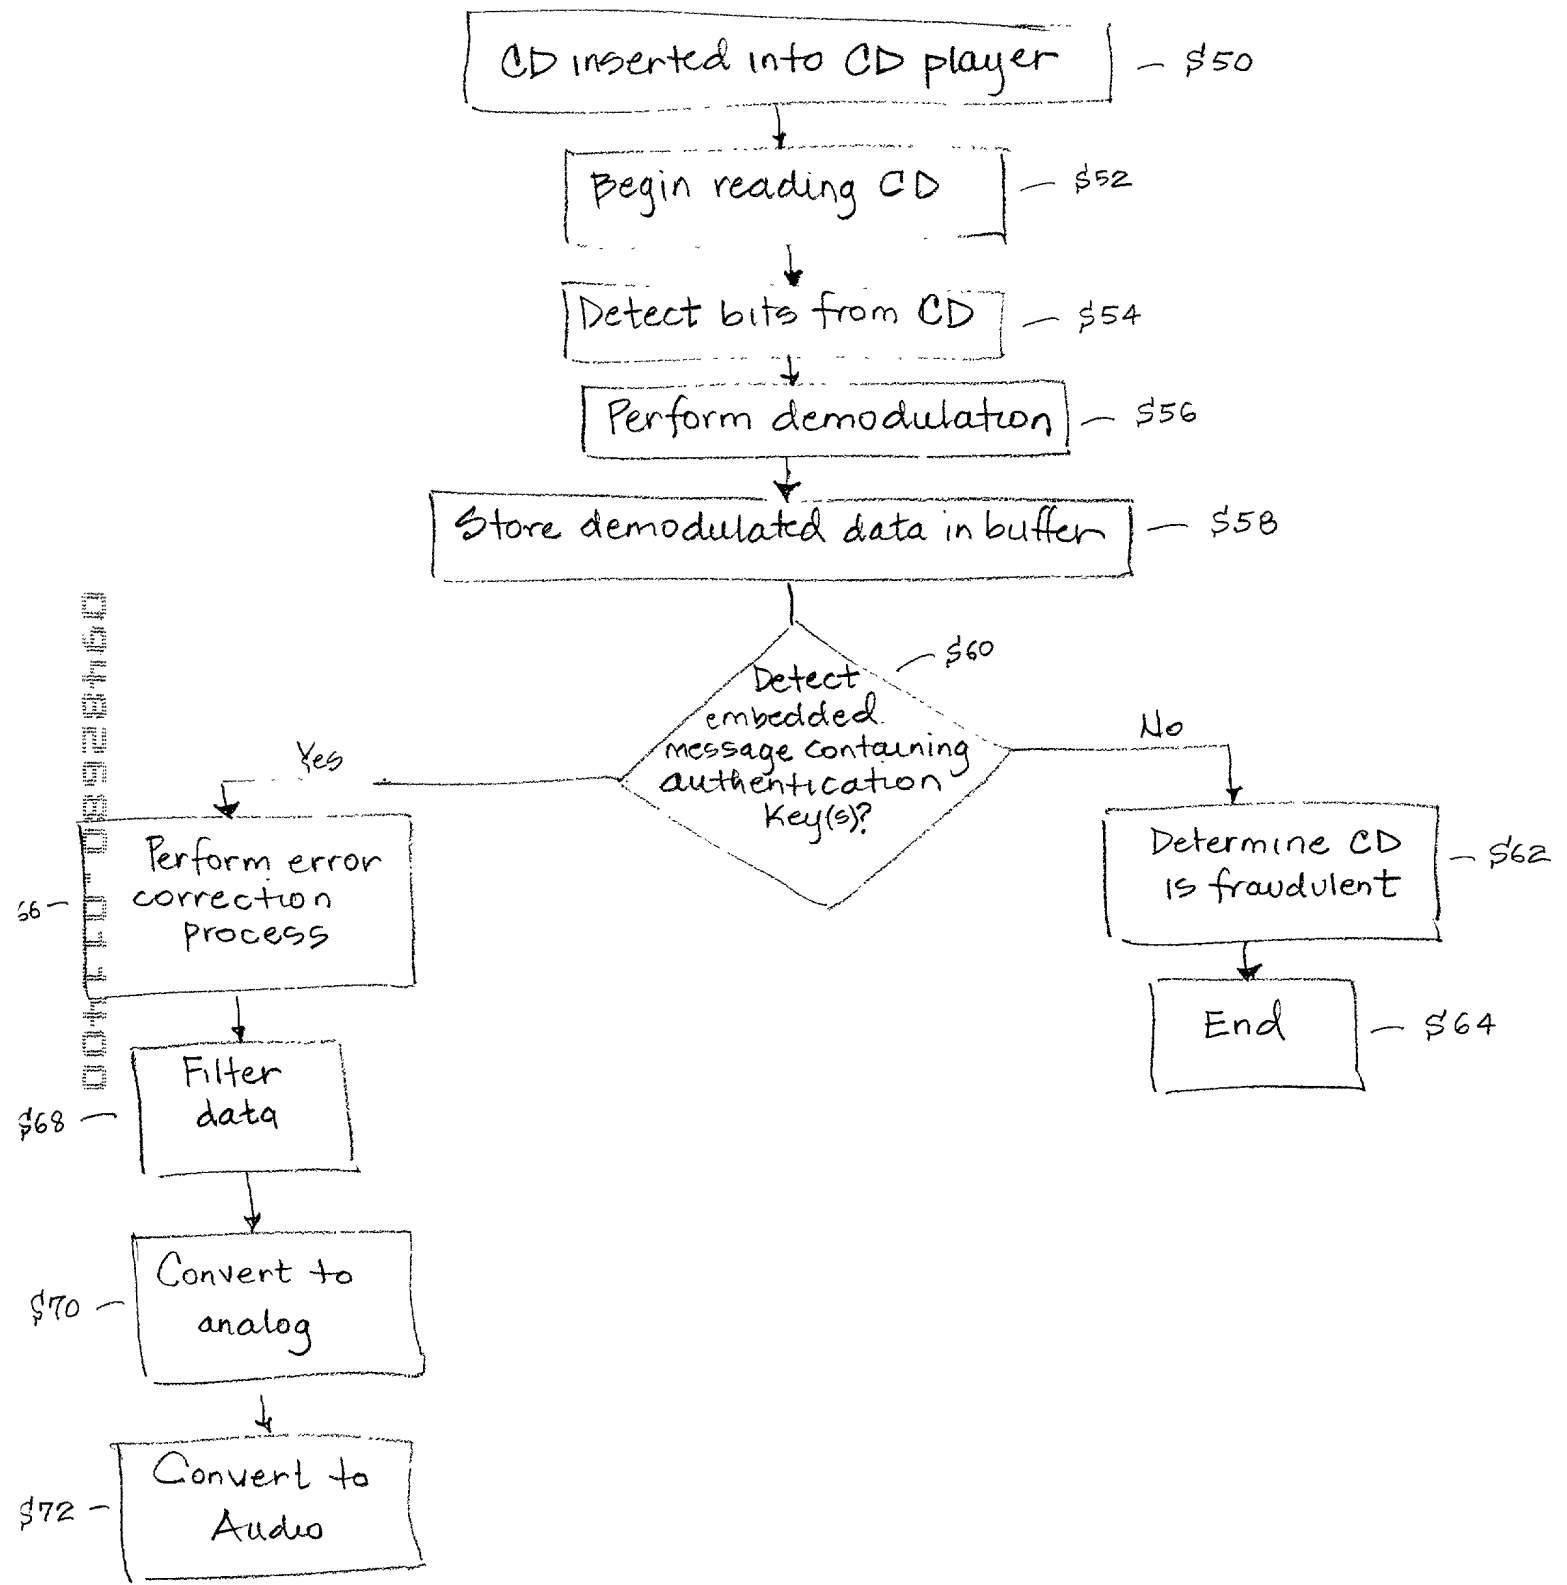 CD inserted into CD player
S50
Begin reading CD
S52
Detect bits from CD
S54
Perform demodulation
S56
Store demodulated data in buffer
S58
S60
Detect
embedded
message containing
authentication
key(s)?
Yes
No
Perform error
correction
process
66
Determine CD
is fraudulent
S62
End
S64
Filter
data
S68
Convert to
analog
S70
Convert to
Audio
S72